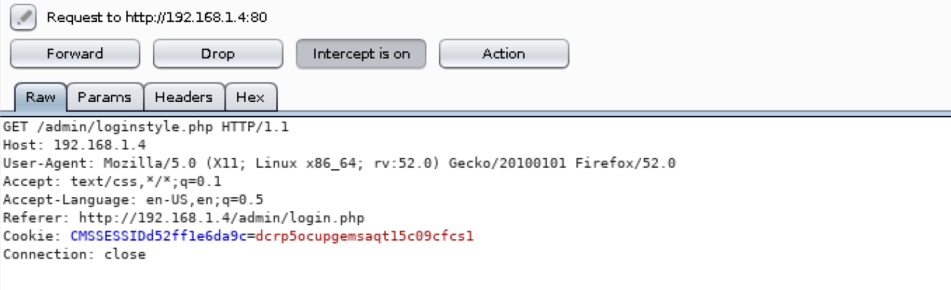 Request to http://192.168.1.4:80
Forward Drop Intercept is on Action
Raw Params Headers Hex
GET /admin/loginstyle.php HTTP/1.1
Host: 192.168.1.4
User-Agent: Mozilla/5.0 (X11; Linux x86_64; rv:52.0) Gecko/20100101 Firefox/52.0
Accept: text/css,*/*;q=0.1
Accept-Language: en-US,en;q=0.5
Referer: http://192.168.1.4/admin/login.php
Cookie: CMSSESSIDd52ff1e6da9c=dcrp5ocupgemsaqt15c09cfcs1
Connection: close